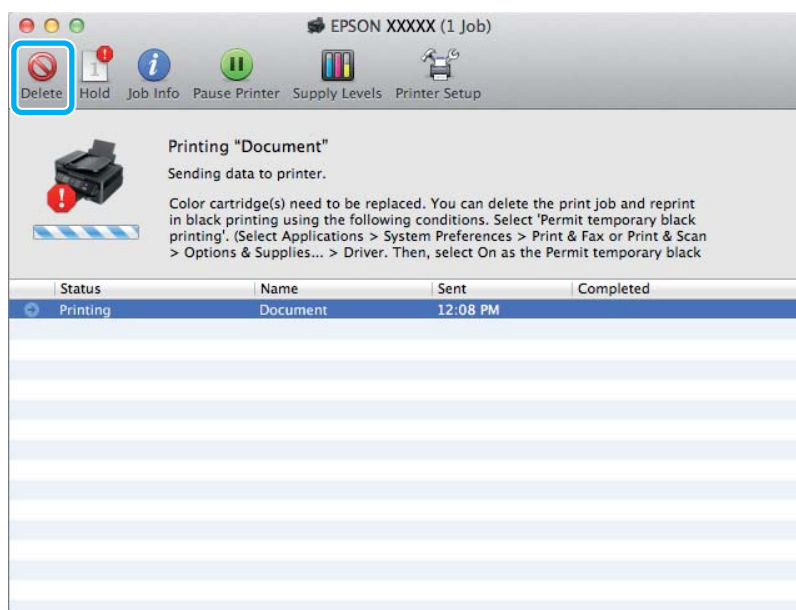 EPSON XXXXX (1 Job)
1
Delete Hold Job Info Pause Printer Supply Levels Printer Setup
Printing "Document"
Sending data to printer.
Color cartridge(s) need to be replaced. You can delete the print job and reprint
in black printing using the following conditions. Select 'Permit temporary black
printing'. (Select Applications > System Preferences > Print & Fax or Print & Scan
> Options & Supplies... > Driver. Then, select On as the Permit temporary black
Status Name Sent Completed
Printing Document 12:08 PM